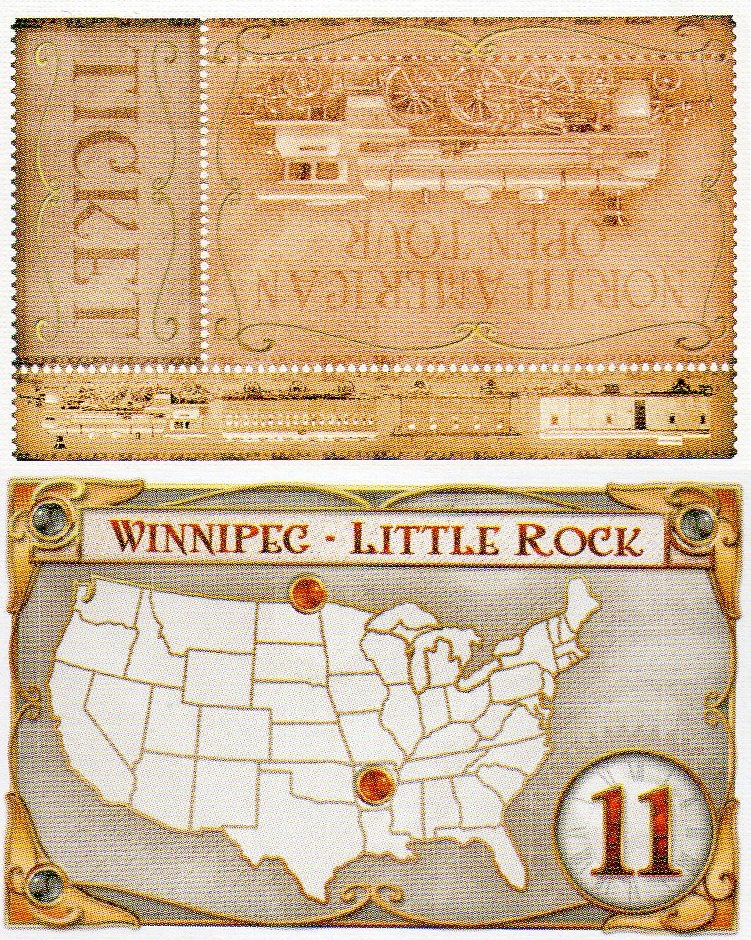 TICKET
NORTH AMERICAN
OPEN TOUR
WINNIPEG - LITTLE ROCK
11